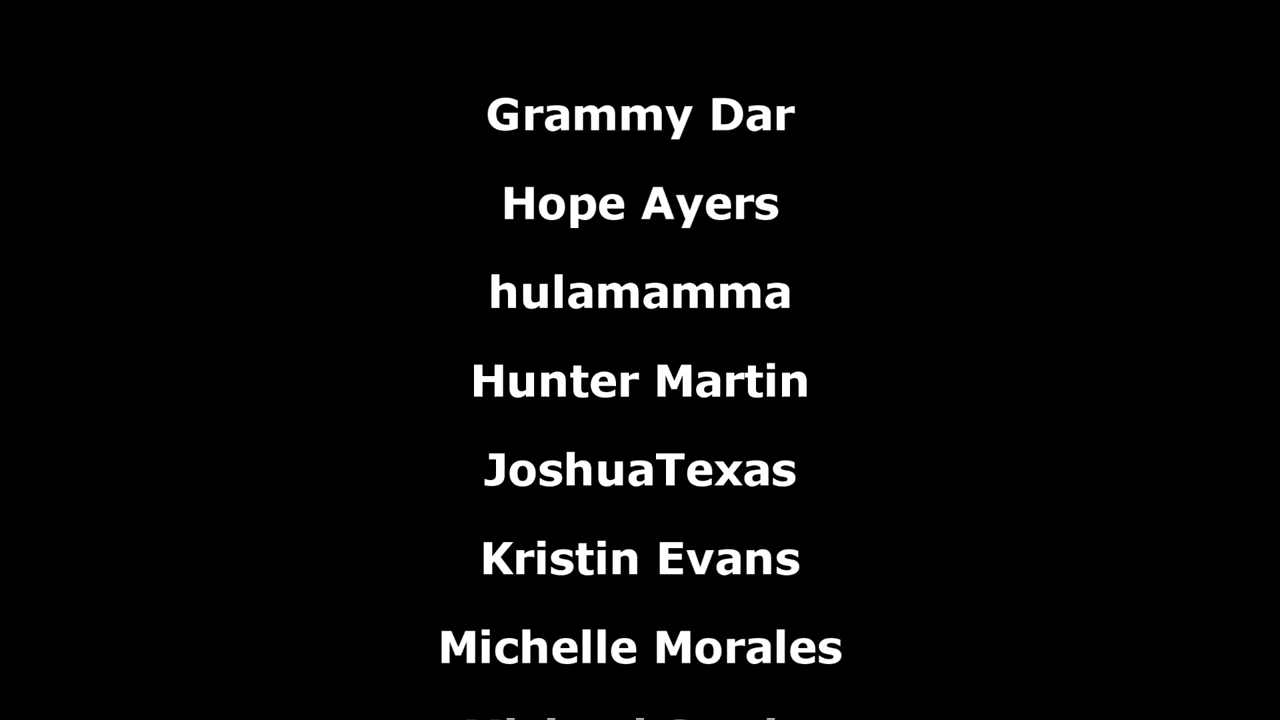 Grammy Dar
Hope Ayers
hulamamma
Hunter Martin
JoshuaTexas
Kristin Evans
Michelle Morales